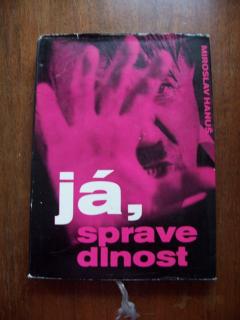 MIROSLAV HANUŠ
já,
sprave
dlnost